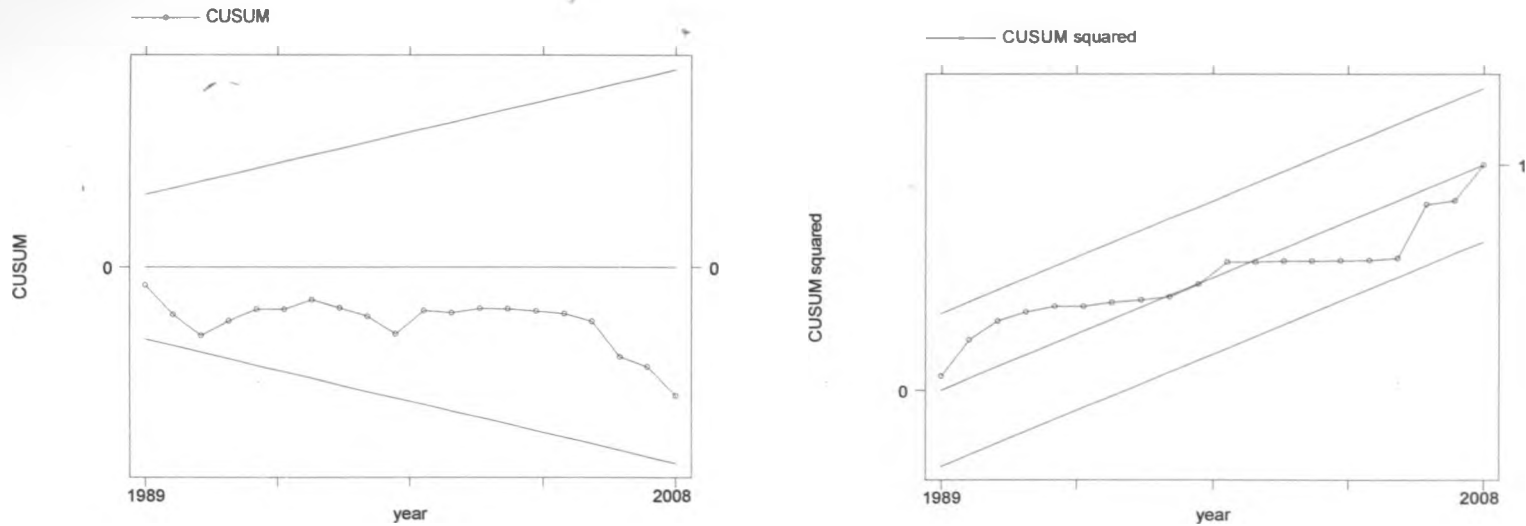 CUSUM
CUSUM
0
0
1989
2008
year
CUSUM squared
CUSUM squared
1
0
1989
2008
year